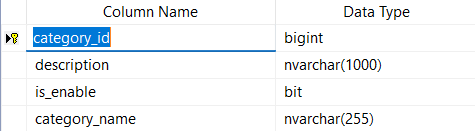 Column Name Data Type
category_id bigint
description nvarchar(1000)
is_enable bit
category_name nvarchar(255)